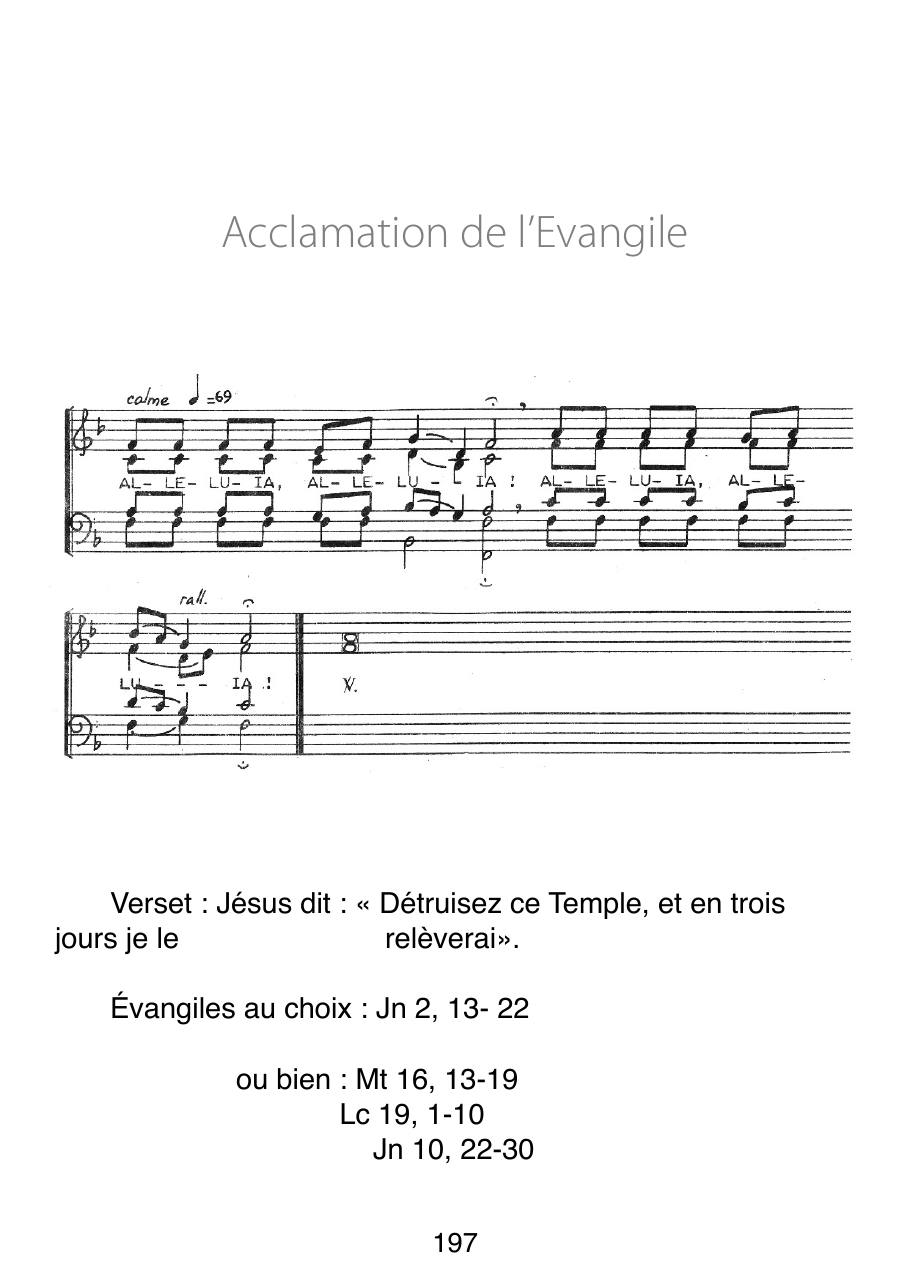 Acclamation de l'Evangile
calme ♩=69
AL- LE- LU- IA, AL- LE- LU - - IA ! AL- LE- LU- IA, AL- LE-
rall.
LU - - - IA ! ℣.
Verset : Jésus dit : « Détruisez ce Temple, et en trois
jours je le relèverai».
Évangiles au choix : Jn 2, 13- 22
ou bien : Mt 16, 13-19
Lc 19, 1-10
Jn 10, 22-30
197